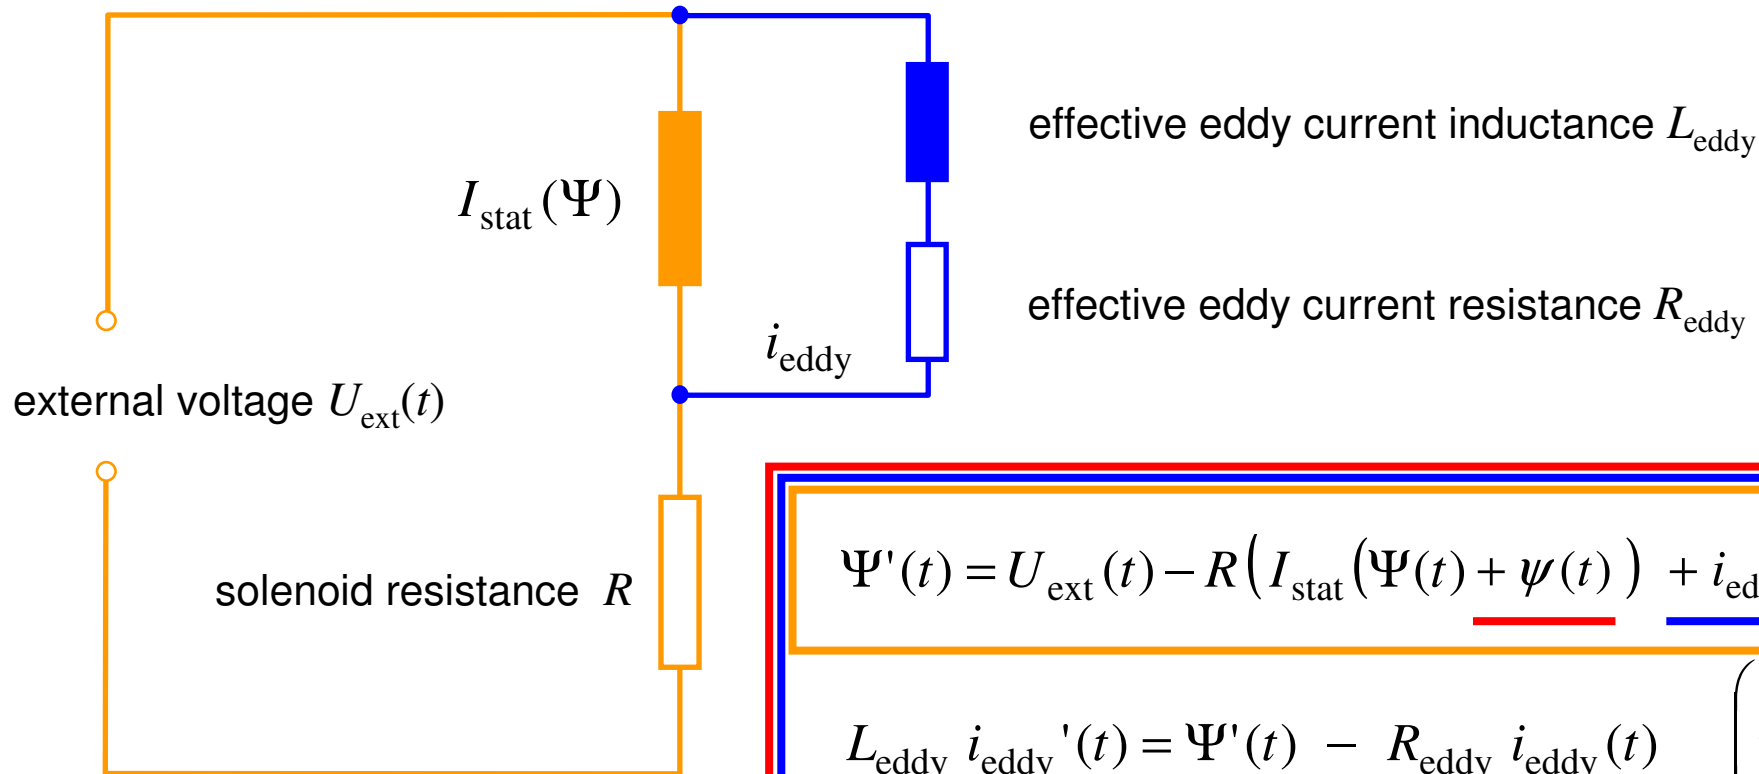 effective eddy current inductance L_eddy
I_stat (Ψ)
effective eddy current resistance R_eddy
i_eddy
external voltage U_ext(t)
solenoid resistance R
Ψ'(t) = U_ext (t) − R( I_stat (Ψ(t) + ψ(t) ) + i
L_eddy i_eddy '(t) = Ψ'(t) − R_eddy i_eddy (t) (